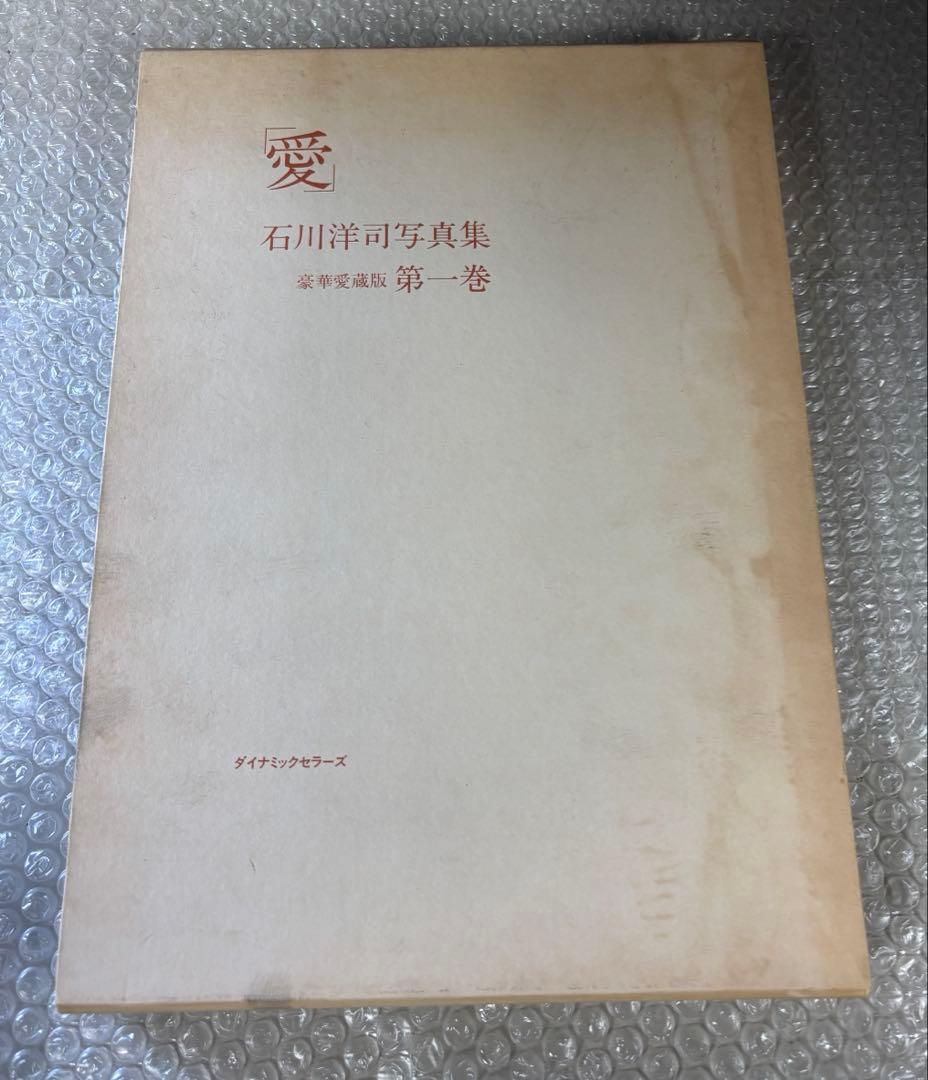 「愛」
石川洋司写真集
豪華愛蔵版 第一巻
ダイナミックセラーズ